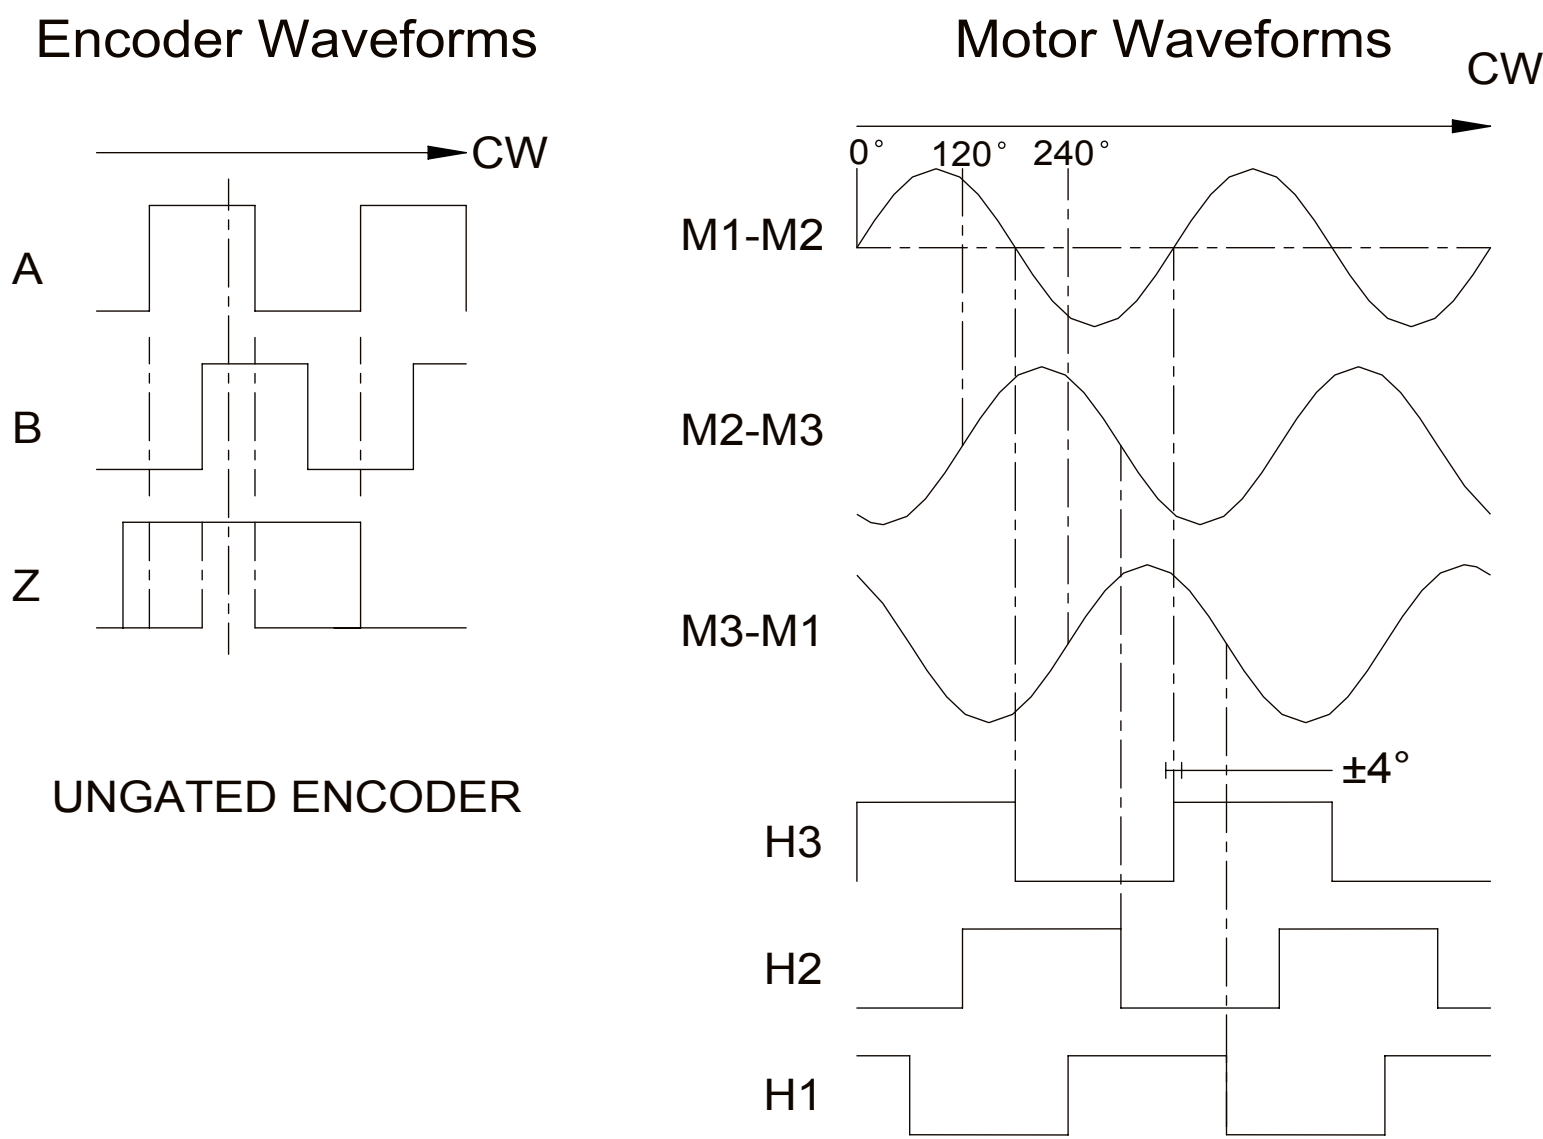 Encoder Waveforms
CW
A
B
Z
UNGATED ENCODER
Motor Waveforms
CW
0° 120° 240°
M1-M2
M2-M3
M3-M1
±4°
H3
H2
H1